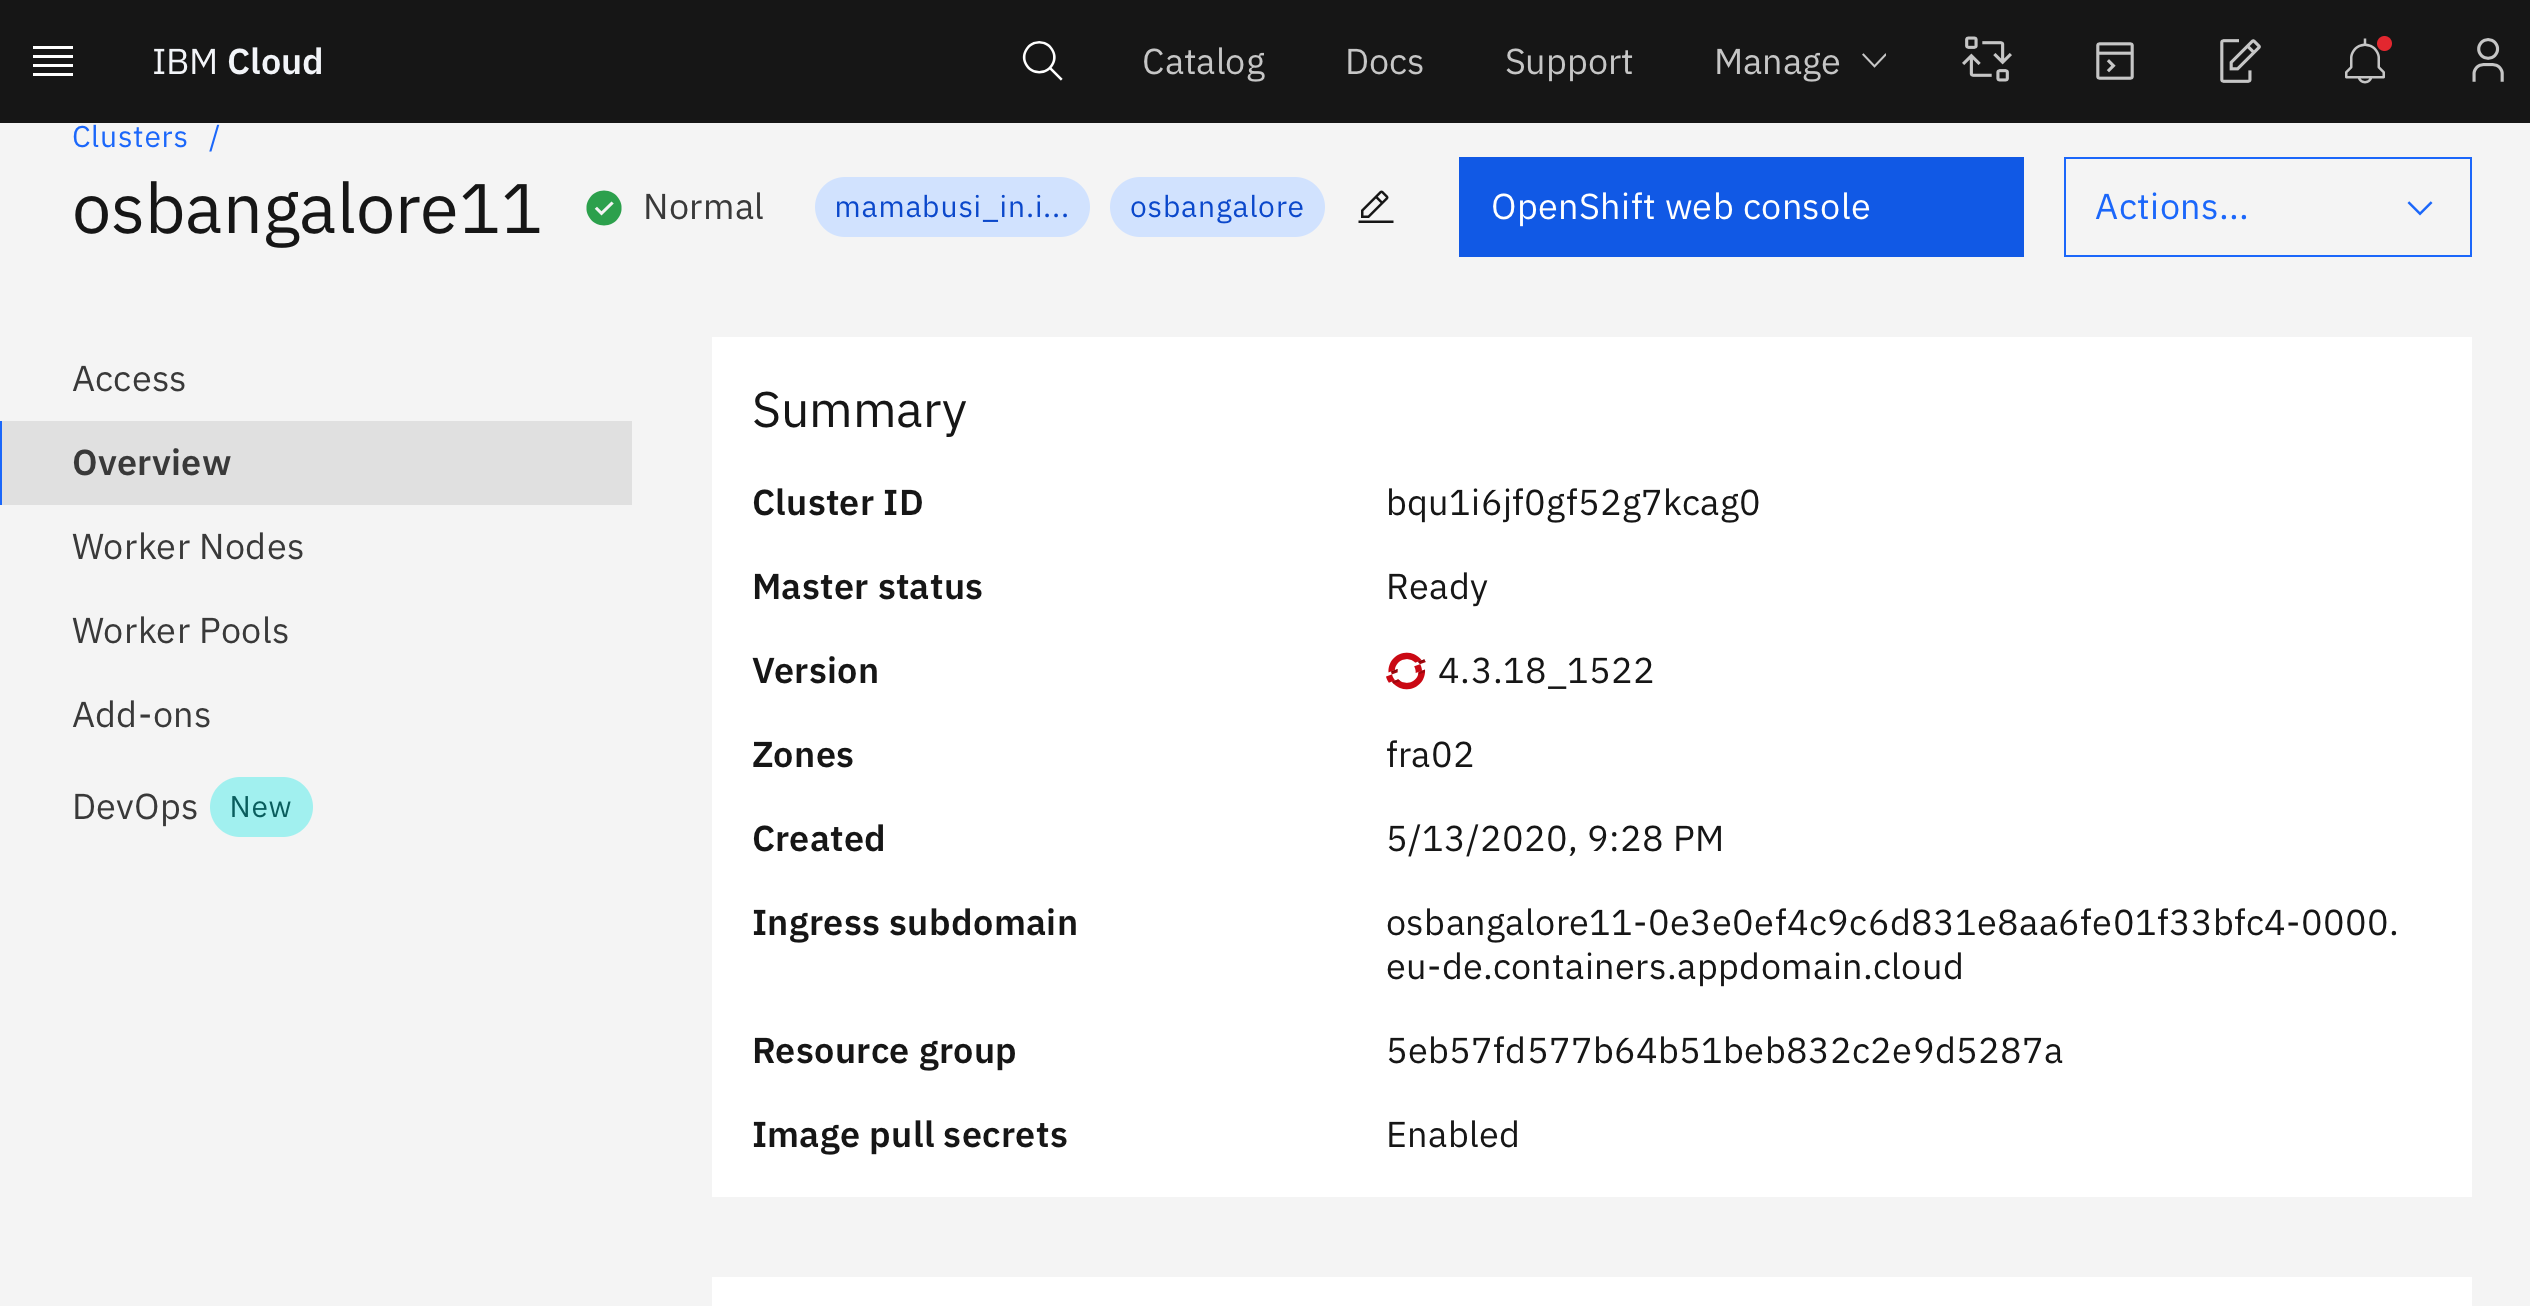 IBM Cloud
Catalog
Docs
Support
Manage
Clusters /
osbangalore11
Normal
mamabusi_in.i...
osbangalore
OpenShift web console
Actions...
Access
Overview
Worker Nodes
Worker Pools
Add-ons
DevOps New
Summary
Cluster ID bqu1i6jf0gf52g7kcag0
Master status Ready
Version 4.3.18_1522
Zones fra02
Created 5/13/2020, 9:28 PM
Ingress subdomain osbangalore11-0e3e0ef4c9c6d831e8aa6fe01f33bfc4-0000.
eu-de.containers.appdomain.cloud
Resource group 5eb57fd577b64b51beb832c2e9d5287a
Image pull secrets Enabled